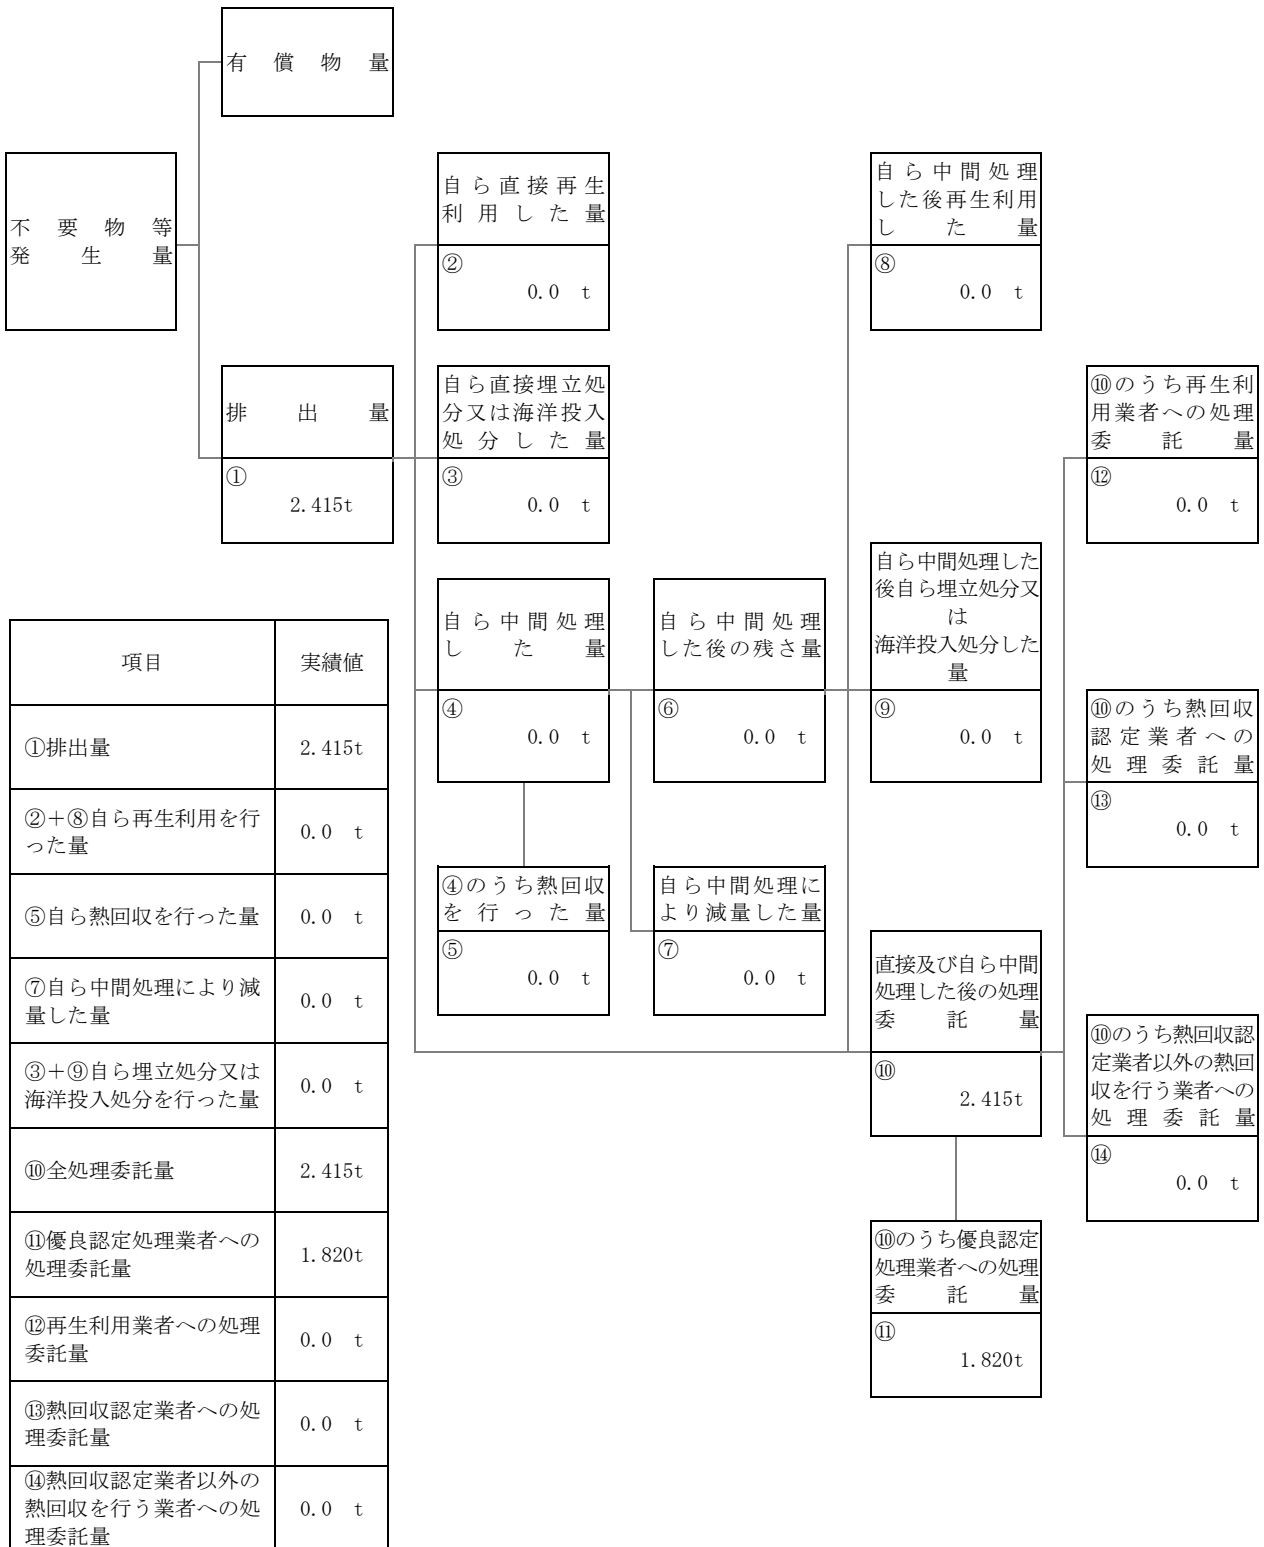 有償物量
不要物等
発生量
排出量
①
2.415t
自ら直接再生
利用した量
②
0.0 t
自ら直接埋立処
分又は海洋投入
処分した量
③
0.0 t
自ら中間処理
した量
④
0.0 t
④のうち熱回収
を行った量
⑤
0.0 t
自ら中間処理
した後の残さ量
⑥
0.0 t
自ら中間処理に
より減量した量
⑦
0.0 t
自ら中間処理
した後再生利用
した量
⑧
0.0 t
自ら中間処理した
後自ら埋立処分又
は
海洋投入処分した
量
⑨
0.0 t
直接及び自ら中間
処理した後の処理
委託量
⑩
2.415t
⑩のうち優良認定
処理業者への処理
委託量
⑪
1.820t
⑩のうち再生利
用業者への処理
委託量
⑫
0.0 t
⑩のうち熱回収
認定業者への
処理委託量
⑬
0.0 t
⑩のうち熱回収認
定業者以外の熱回
収を行う業者への
処理委託量
⑭
0.0 t
項目 実績値
①排出量 2.415t
②+⑧自ら再生利用を行
った量 0.0 t
⑤自ら熱回収を行った量 0.0 t
⑦自ら中間処理により減
量した量 0.0 t
③+⑨自ら埋立処分又は
海洋投入処分を行った量 0.0 t
⑩全処理委託量 2.415t
⑪優良認定処理業者への
処理委託量 1.820t
⑫再生利用業者への処理
委託量 0.0 t
⑬熱回収認定業者への処
理委託量 0.0 t
⑭熱回収認定業者以外の
熱回収を行う業者への処
理委託量 0.0 t